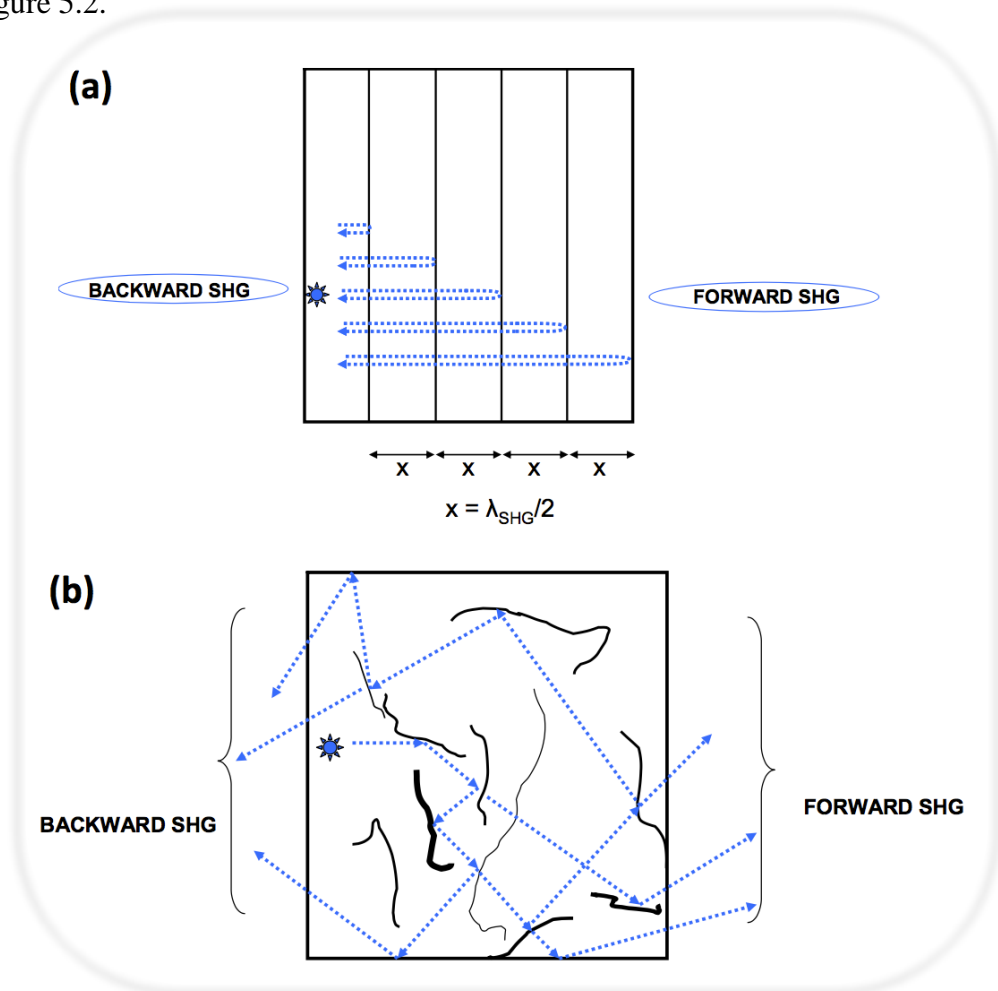 gure 5.2.
(a)
BACKWARD SHG
FORWARD SHG
x x x x
x = λSHG/2
(b)
BACKWARD SHG
FORWARD SHG